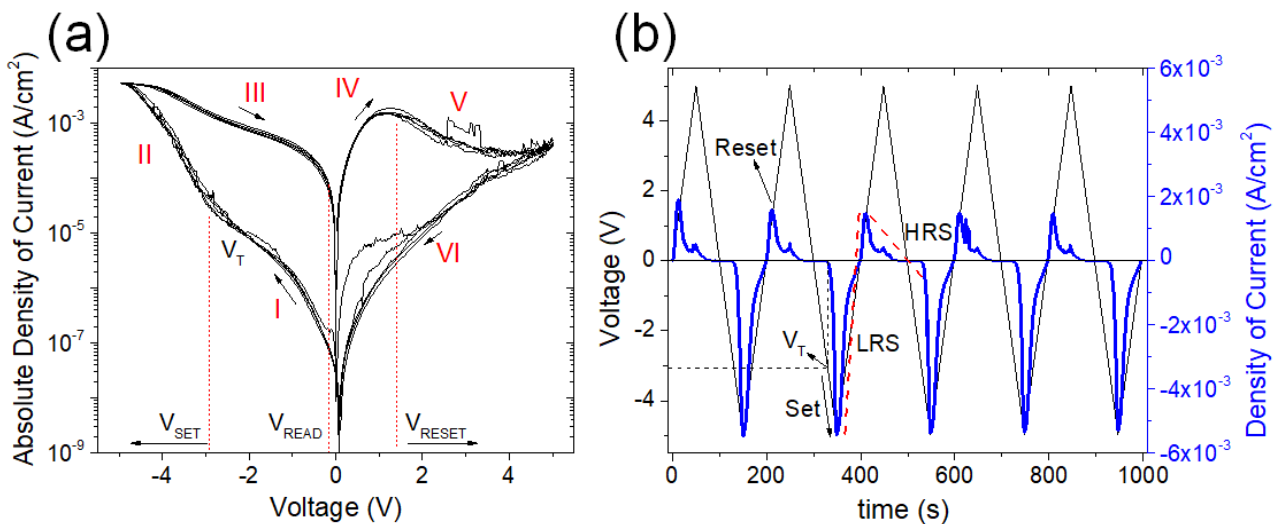 (a)
Absolute Density of Current (A/cm²)
10⁻³
10⁻⁵
10⁻⁷
10⁻⁹
III
IV
V
II
V_T
VI
I
V_SET
V_READ
V_RESET
-4
-2
0
2
4
Voltage (V)
(b)
Voltage (V)
4
2
0
-2
-4
Reset
HRS
LRS
V_T
Set
6x10⁻³
4x10⁻³
2x10⁻³
0
-2x10⁻³
-4x10⁻³
-6x10⁻³
Density of Current (A/cm²)
0
200
400
600
800
1000
time (s)